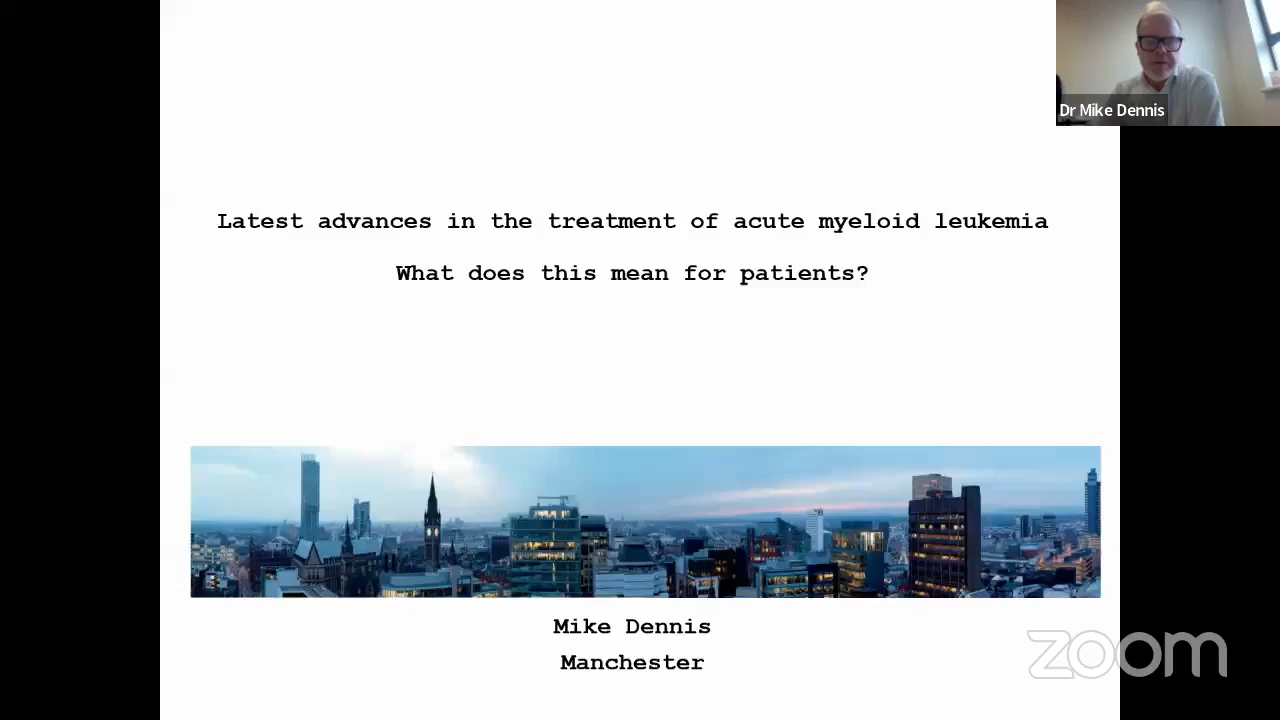 Dr Mike Dennis
Latest advances in the treatment of acute myeloid leukemia
What does this mean for patients?
Mike Dennis
Manchester
zoom